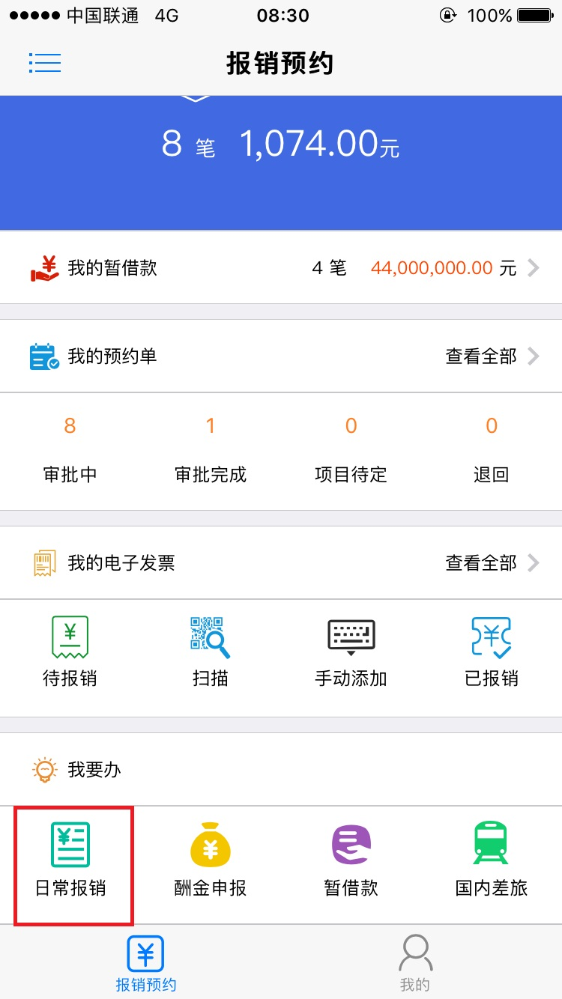 中国联通 4G 08:30 100%
报销预约
8 笔 1,074.00元
我的暂借款 4 笔 44,000,000.00 元
我的预约单 查看全部
8 1 0 0
审批中 审批完成 项目待定 退回
我的电子发票 查看全部
待报销 扫描 手动添加 已报销
我要办
日常报销 酬金申报 暂借款 国内差旅
报销预约 我的